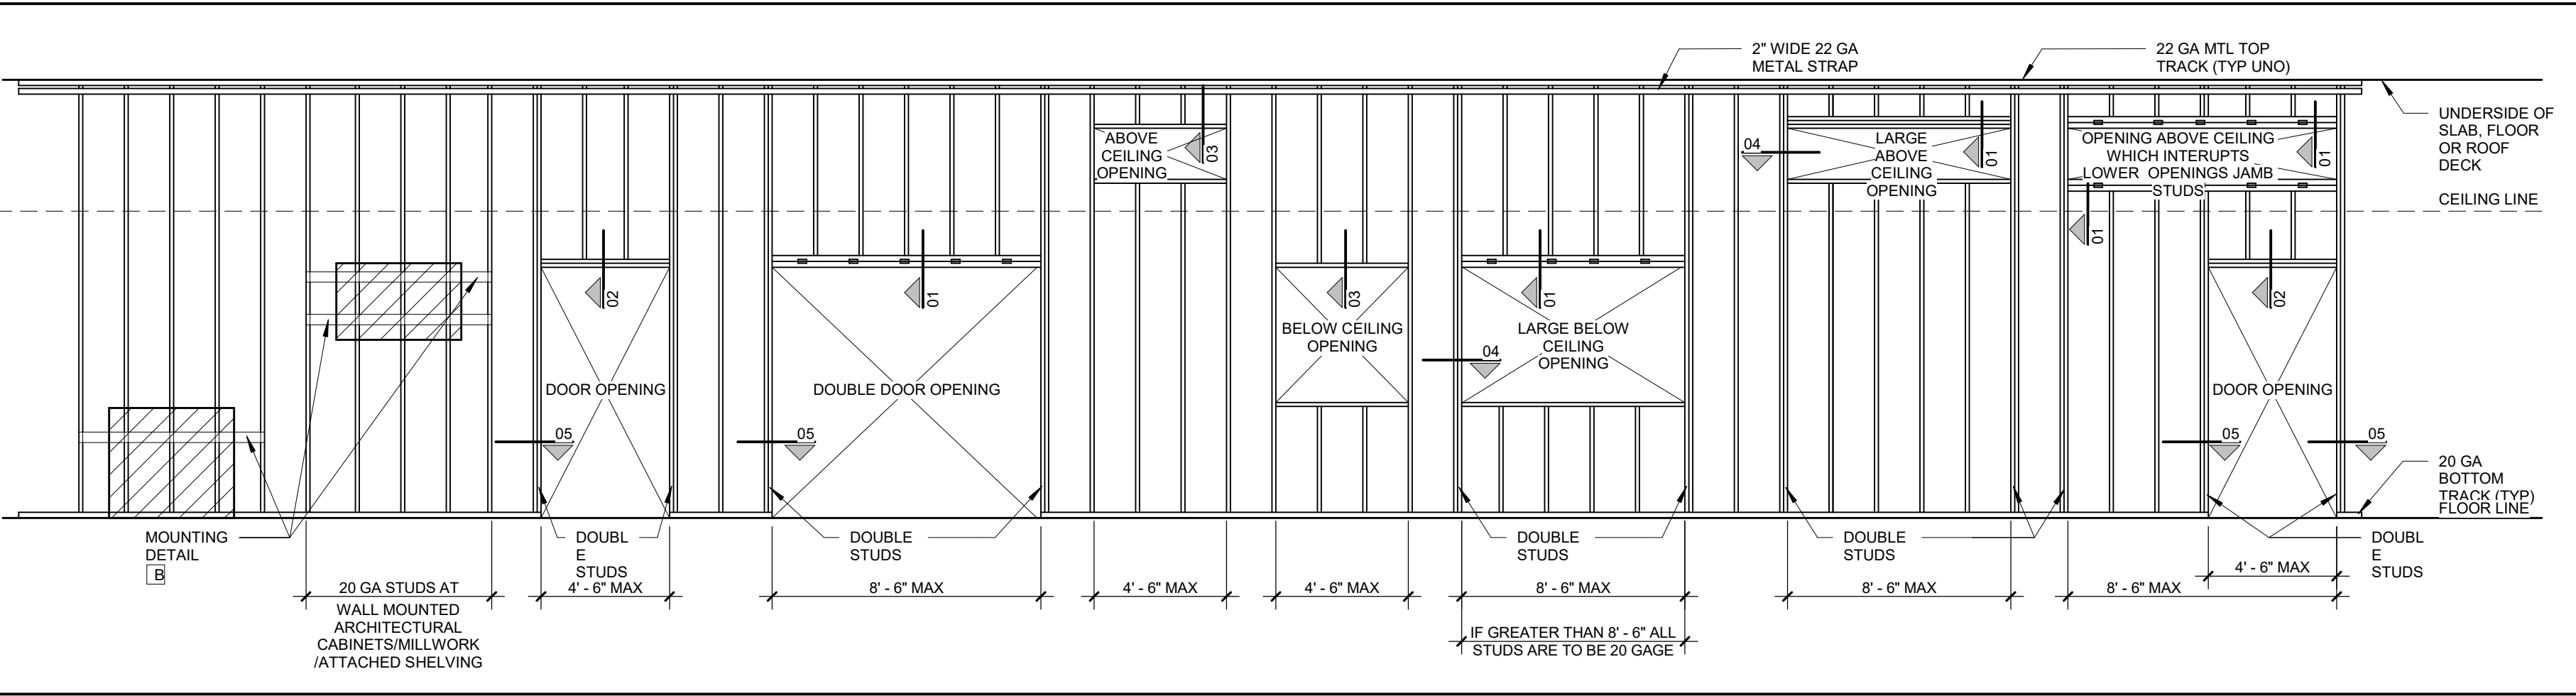 2" WIDE 22 GA
METAL STRAP
22 GA MTL TOP
TRACK (TYP UNO)
UNDERSIDE OF
SLAB, FLOOR
OR ROOF
DECK
CEILING LINE
ABOVE
CEILING
OPENING
03
04
LARGE
ABOVE
CEILING
OPENING
01
OPENING ABOVE CEILING
WHICH INTERUPTS
LOWER OPENINGS JAMB
STUDS
01
01
02
01
03
01
02
BELOW CEILING
OPENING
LARGE BELOW
CEILING
OPENING
04
DOOR OPENING
DOUBLE DOOR OPENING
DOOR OPENING
05
05
05
05
20 GA
BOTTOM
TRACK (TYP)
FLOOR LINE
MOUNTING
DETAIL
B
DOUBL
E
STUDS
DOUBLE
STUDS
DOUBLE
STUDS
DOUBLE
STUDS
DOUBL
E
STUDS
20 GA STUDS AT
WALL MOUNTED
ARCHITECTURAL
CABINETS/MILLWORK
/ATTACHED SHELVING
4' - 6" MAX
8' - 6" MAX
4' - 6" MAX
4' - 6" MAX
8' - 6" MAX
8' - 6" MAX
8' - 6" MAX
4' - 6" MAX
IF GREATER THAN 8' - 6" ALL
STUDS ARE TO BE 20 GAGE